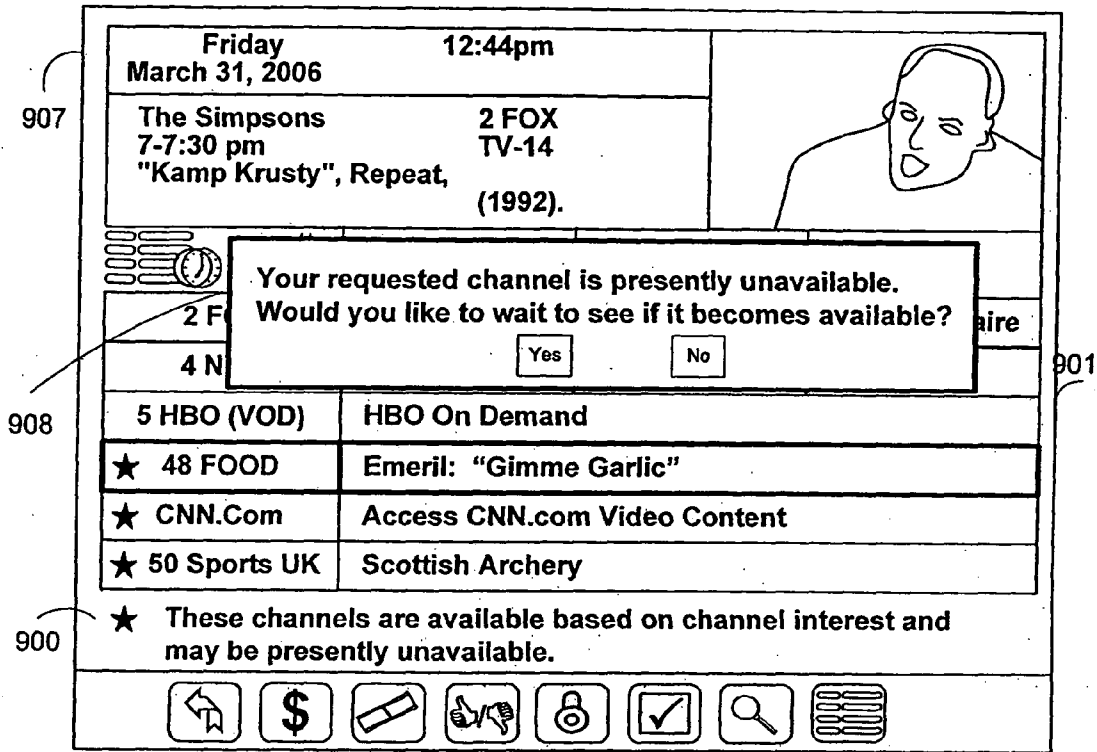 Friday 12:44pm
March 31, 2006
907
The Simpsons 2 FOX
7-7:30 pm TV-14
"Kamp Krusty", Repeat,
(1992).
Your requested channel is presently unavailable.
Would you like to wait to see if it becomes available?
2 F aire
Yes No
4 N
901
908
5 HBO (VOD) HBO On Demand
★ 48 FOOD Emeril: “Gimme Garlic”
★ CNN.Com Access CNN.com Video Content
★ 50 Sports UK Scottish Archery
900
★ These channels are available based on channel interest and
may be presently unavailable.
$